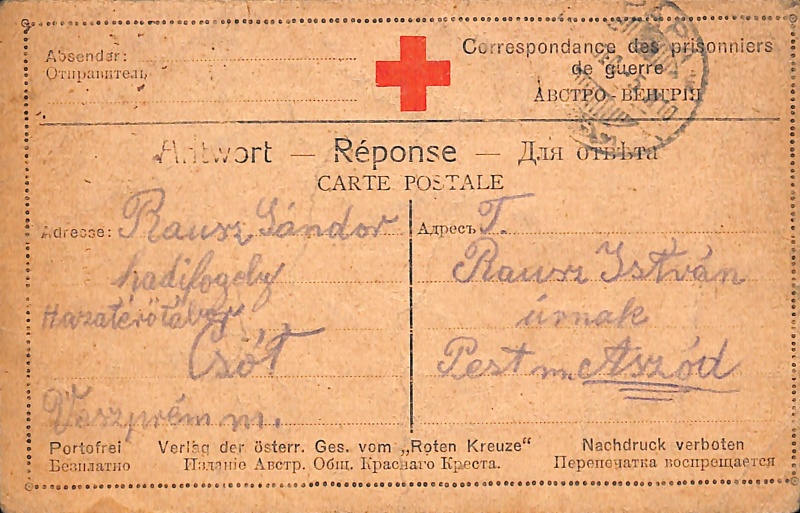 Absender:
Отправитель
Correspondance des prisonniers
de guerre
АВСТРО-ВЕНГРІЯ
Antwort — Réponse — Для отвѣта
CARTE POSTALE
Adresse: Rausz Sándor
hadifogoly
Hazatérőtábor
Csót
Veszprém m.
Адресъ T.
Rausz István
úrnak
Pest m. Aszód
Portofrei Verlag der österr. Ges. vom „Roten Kreuze" Nachdruck verboten
Безплатно Изданіе Австр. Общ. Краснаго Креста. Перепечатка воспрещается